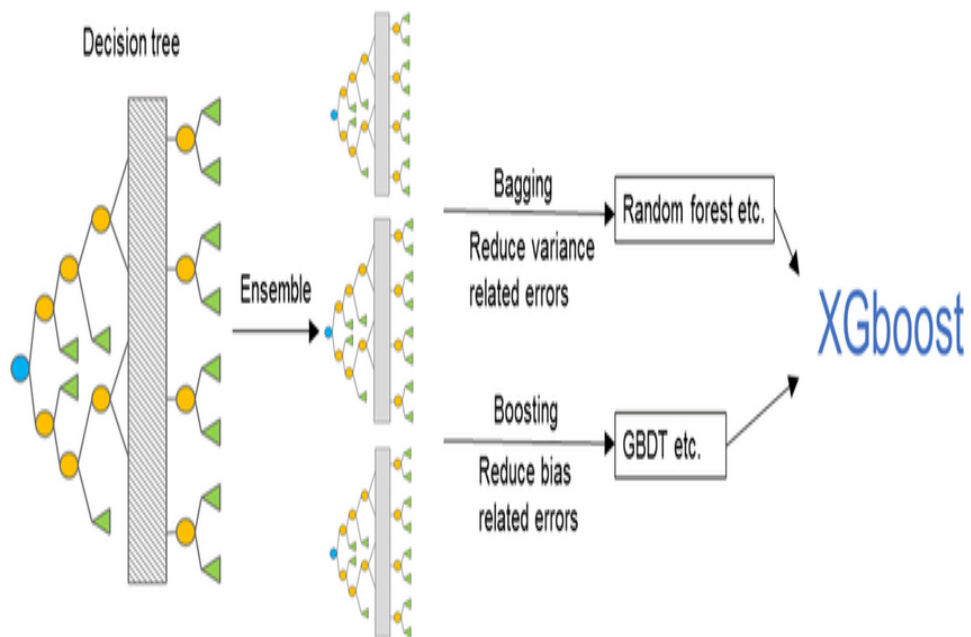 Decision tree
Ensemble
Bagging
Reduce variance
related errors
Random forest etc.
Boosting
Reduce bias
related errors
GBDT etc.
XGboost